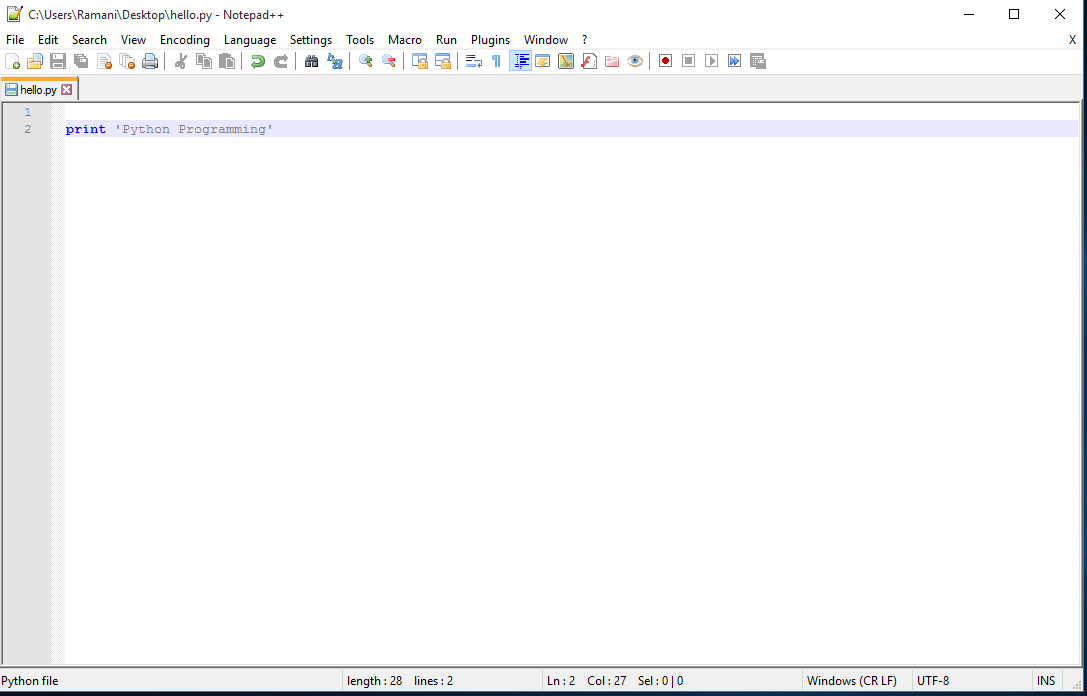 C:\Users\Ramani\Desktop\hello.py - Notepad++
File Edit Search View Encoding Language Settings Tools Macro Run Plugins Window ? X
hello.py
1
2 print 'Python Programming'
Python file length : 28 lines : 2 Ln : 2 Col : 27 Sel : 0 | 0 Windows (CR LF) UTF-8 INS